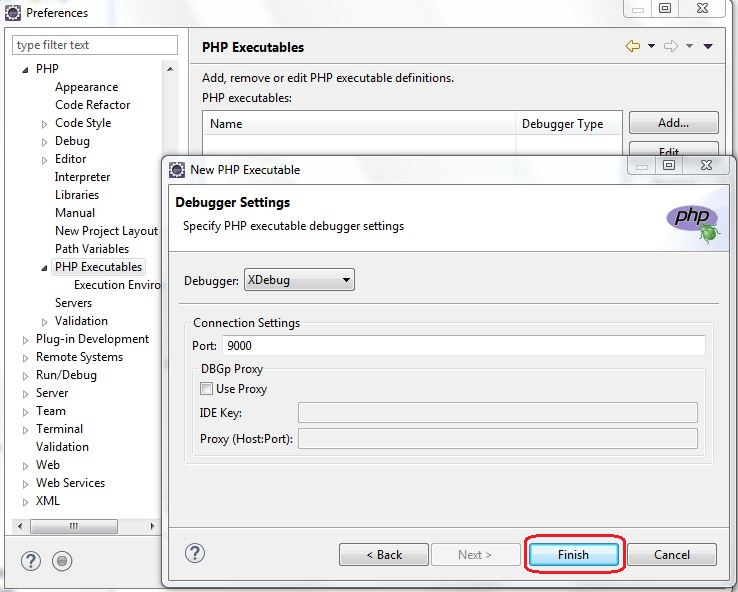 Preferences
type filter text
PHP
Appearance
Code Refactor
Code Style
Debug
Editor
Interpreter
Libraries
Manual
New Project Layout
Path Variables
PHP Executables
Execution Enviro
Servers
Validation
Plug-in Development
Remote Systems
Run/Debug
Server
Team
Terminal
Validation
Web
Web Services
XML
PHP Executables
Add, remove or edit PHP executable definitions.
PHP executables:
Name Debugger Type
Add...
Edit
New PHP Executable
Debugger Settings
Specify PHP executable debugger settings
php
Debugger: XDebug
Connection Settings
Port: 9000
DBGp Proxy
Use Proxy
IDE Key:
Proxy (Host:Port):
< Back Next > Finish Cancel